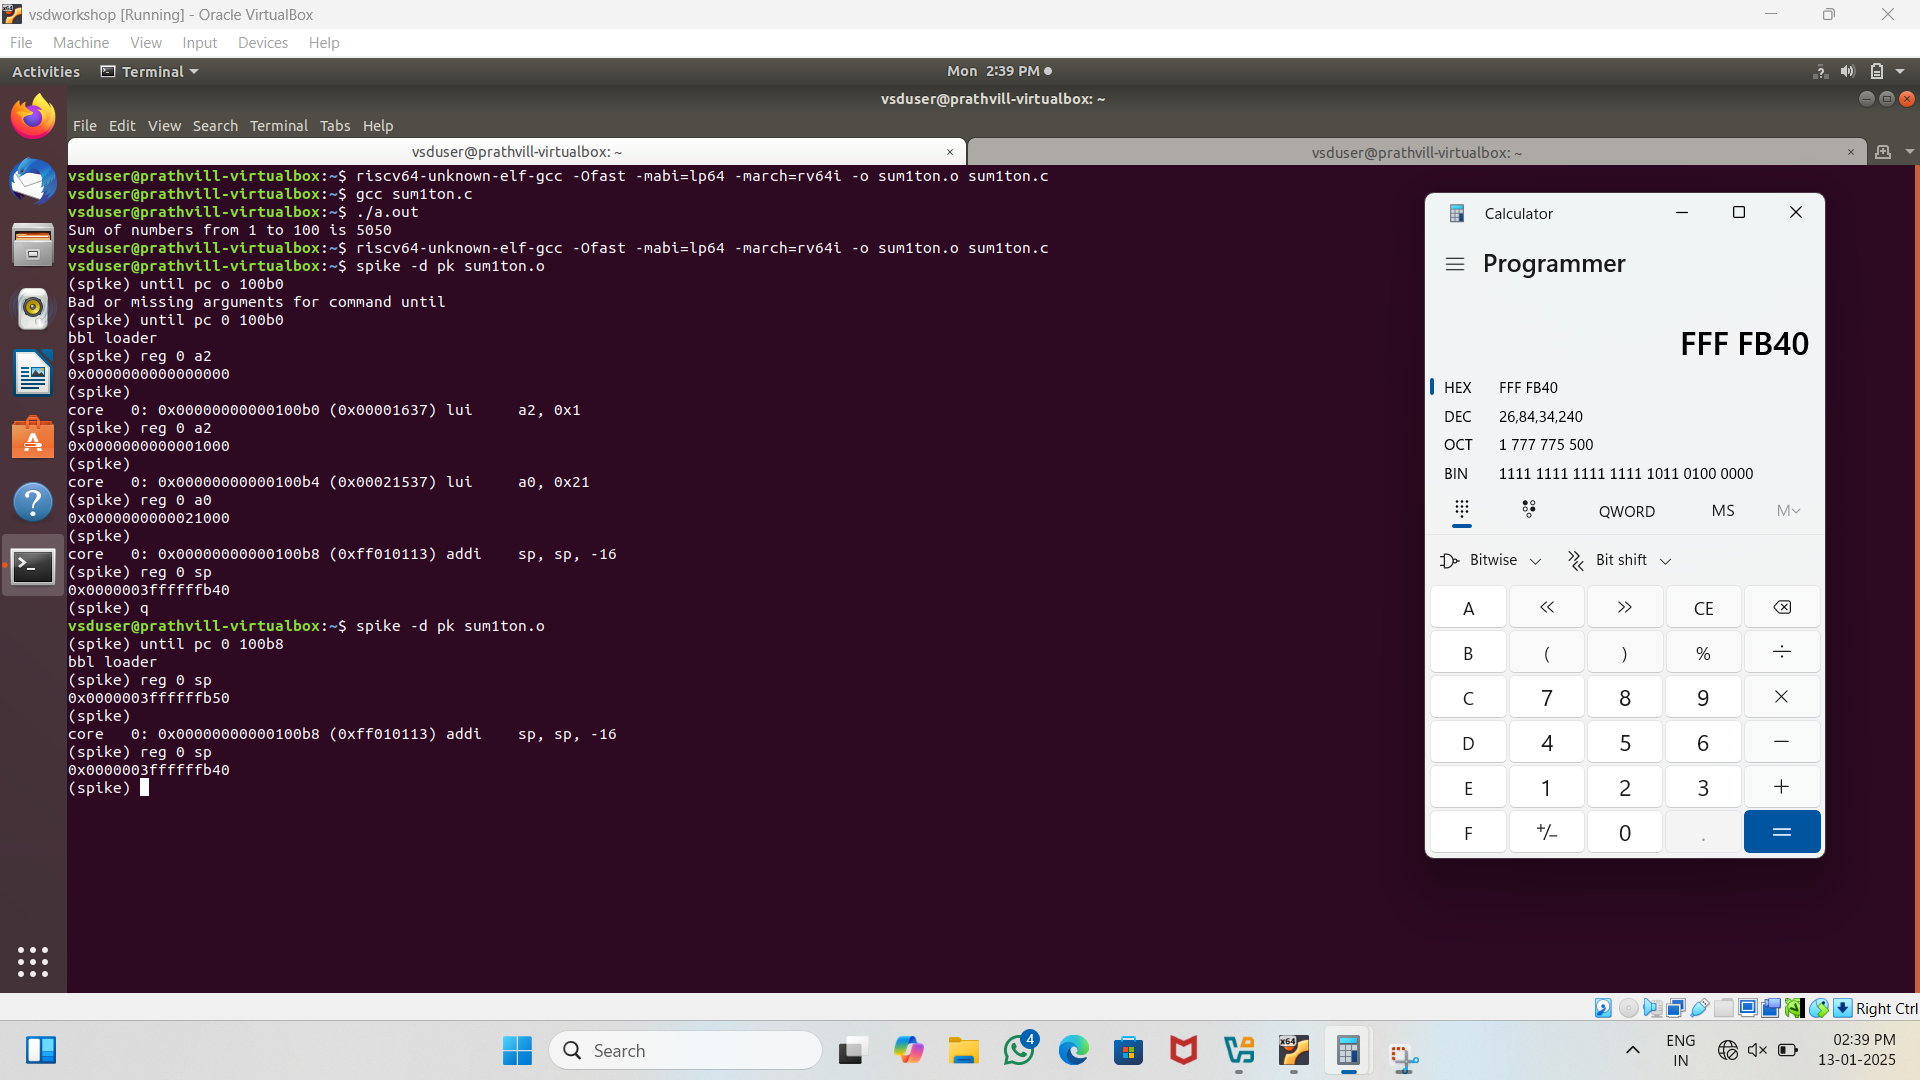 vsdworkshop [Running] - Oracle VirtualBox
File Machine View Input Devices Help
Activities Terminal Mon 2:39 PM
vsduser@prathvill-virtualbox: ~
File Edit View Search Terminal Tabs Help
vsduser@prathvill-virtualbox: ~ × vsduser@prathvill-virtualbox: ~ ×
vsduser@prathvill-virtualbox:~$ riscv64-unknown-elf-gcc -Ofast -mabi=lp64 -march=rv64i -o sum1ton.o sum1ton.c
vsduser@prathvill-virtualbox:~$ gcc sum1ton.c
vsduser@prathvill-virtualbox:~$ ./a.out
Sum of numbers from 1 to 100 is 5050
vsduser@prathvill-virtualbox:~$ riscv64-unknown-elf-gcc -Ofast -mabi=lp64 -march=rv64i -o sum1ton.o sum1ton.c
vsduser@prathvill-virtualbox:~$ spike -d pk sum1ton.o
(spike) until pc o 100b0
Bad or missing arguments for command until
(spike) until pc 0 100b0
bbl loader
(spike) reg 0 a2
0x0000000000000000
(spike)
core   0: 0x00000000000100b0 (0x00001637) lui     a2, 0x1
(spike) reg 0 a2
0x0000000000001000
(spike)
core   0: 0x00000000000100b4 (0x00021537) lui     a0, 0x21
(spike) reg 0 a0
0x0000000000021000
(spike)
core   0: 0x00000000000100b8 (0xff010113) addi    sp, sp, -16
(spike) reg 0 sp
0x0000003ffffffb40
(spike) q
vsduser@prathvill-virtualbox:~$ spike -d pk sum1ton.o
(spike) until pc 0 100b8
bbl loader
(spike) reg 0 sp
0x0000003ffffffb50
(spike)
core   0: 0x00000000000100b8 (0xff010113) addi    sp, sp, -16
(spike) reg 0 sp
0x0000003ffffffb40
(spike)
Calculator
Programmer
FFF FB40
HEX FFF FB40
DEC 26,84,34,240
OCT 1 777 775 500
BIN 1111 1111 1111 1111 1011 0100 0000
QWORD MS M
Bitwise Bit shift
A << >> CE
B ( ) % ÷
C 7 8 9 ×
D 4 5 6 −
E 1 2 3 +
F +/− 0 . =
Right Ctrl
Search 4 x64 ENG 02:39 PM
IN 13-01-2025